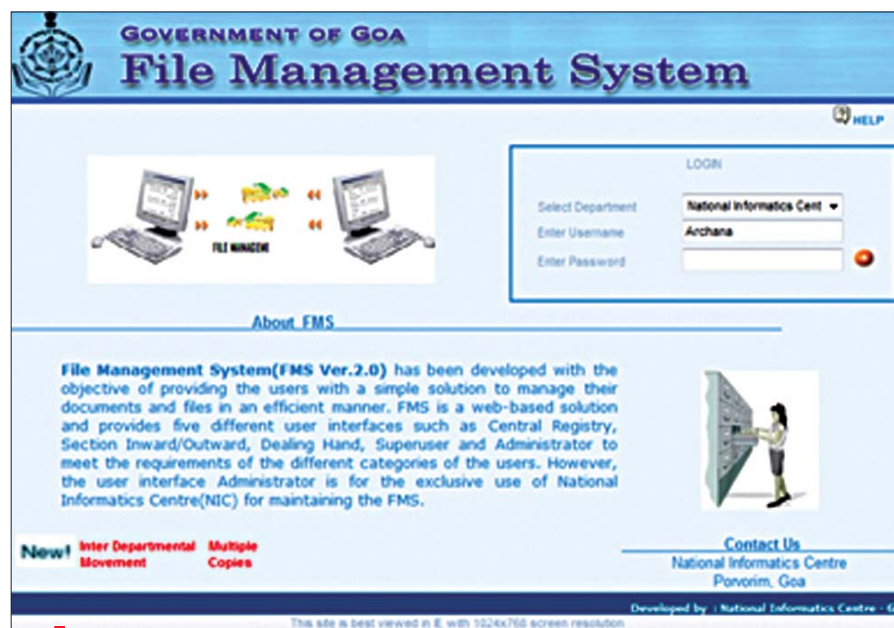 GOVERNMENT OF GOA
File Management System
HELP
FILE MANAGEMENT
LOGIN
Select Department
National Informatics Cent
Enter Username
Archana
Enter Password
About FMS
File Management System(FMS Ver.2.0) has been developed with the
objective of providing the users with a simple solution to manage their
documents and files in an efficient manner. FMS is a web-based solution
and provides five different user interfaces such as Central Registry,
Section Inward/Outward, Dealing Hand, Superuser and Administrator to
meet the requirements of the different categories of the users. However,
the user interface Administrator is for the exclusive use of National
Informatics Centre(NIC) for maintaining the FMS.
New!
Inter Departmental
Movement
Multiple
Copies
Contact Us
National Informatics Centre
Porvorim, Goa
Developed by : National Informatics Centre - G
This site is best viewed in IE with 1024x768 screen resolution